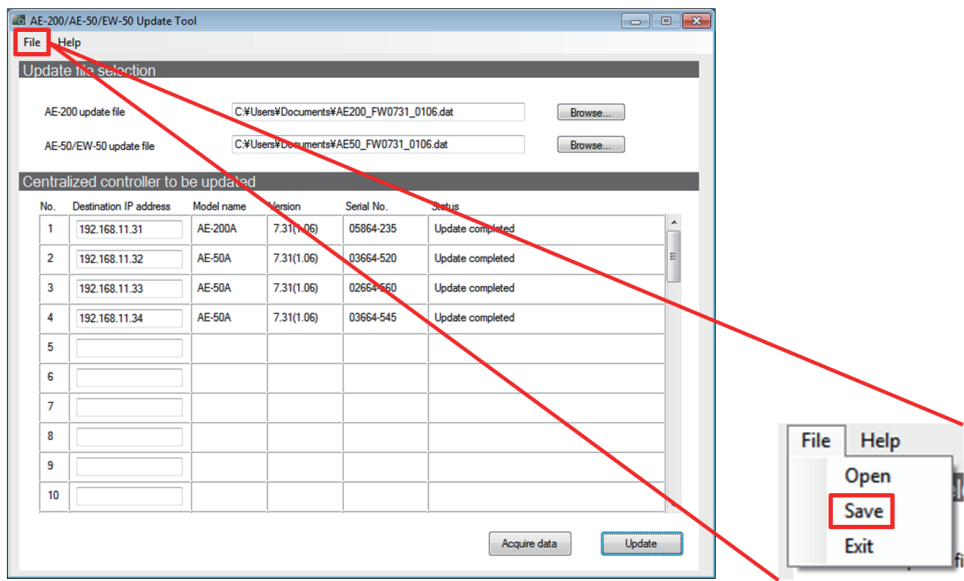 AE-200/AE-50/EW-50 Update Tool
File Help
Update file selection
AE-200 update file C:¥Users¥Documents¥AE200_FW0731_0106.dat Browse...
AE-50/EW-50 update file C:¥Users¥Documents¥AE50_FW0731_0106.dat Browse...
Centralized controller to be updated
No. Destination IP address Model name Version Serial No. Status
1 192.168.11.31 AE-200A 7.31(1.06) 05864-235 Update completed
2 192.168.11.32 AE-50A 7.31(1.06) 03664-520 Update completed
3 192.168.11.33 AE-50A 7.31(1.06) 02664-560 Update completed
4 192.168.11.34 AE-50A 7.31(1.06) 03664-545 Update completed
5
6
7
8
9
10
Acquire data Update
File Help
Open
Save
Exit